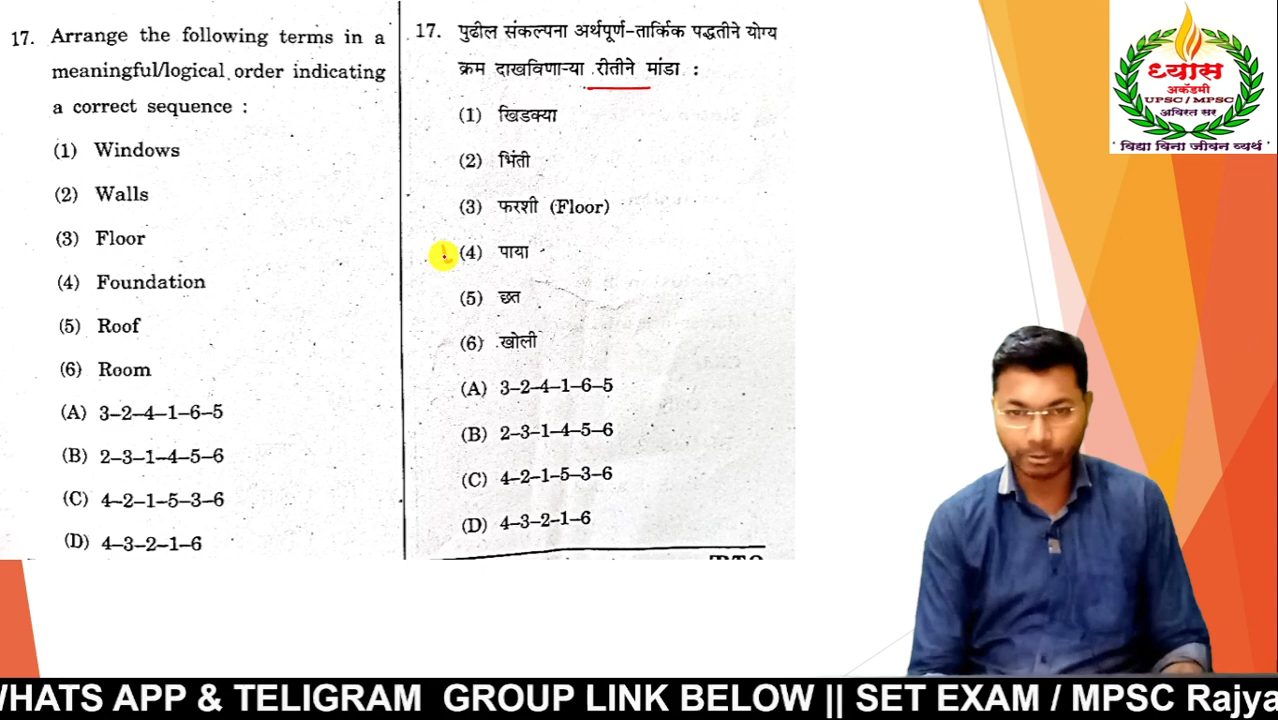 17. Arrange the following terms in a
meaningful/logical order indicating
a correct sequence :
(1) Windows
(2) Walls
(3) Floor
(4) Foundation
(5) Roof
(6) Room
(A) 3–2–4–1–6–5
(B) 2–3–1–4–5–6
(C) 4–2–1–5–3–6
(D) 4–3–2–1–6
17. पुढील संकल्पना अर्थपूर्ण-तार्किक पद्धतीने योग्य
क्रम दाखविणाऱ्या रीतीने मांडा :
(1) खिडक्या
(2) भिंती
(3) फरशी (Floor)
(4) पाया
(5) छत
(6) खोली
(A) 3–2–4–1–6–5
(B) 2–3–1–4–5–6
(C) 4–2–1–5–3–6
(D) 4–3–2–1–6
ध्यास
अकॅडमी
UPSC / MPSC
अविरत सर
' विद्या विना जीवन व्यर्थ '
WHATS APP & TELIGRAM GROUP LINK BELOW || SET EXAM / MPSC Rajya